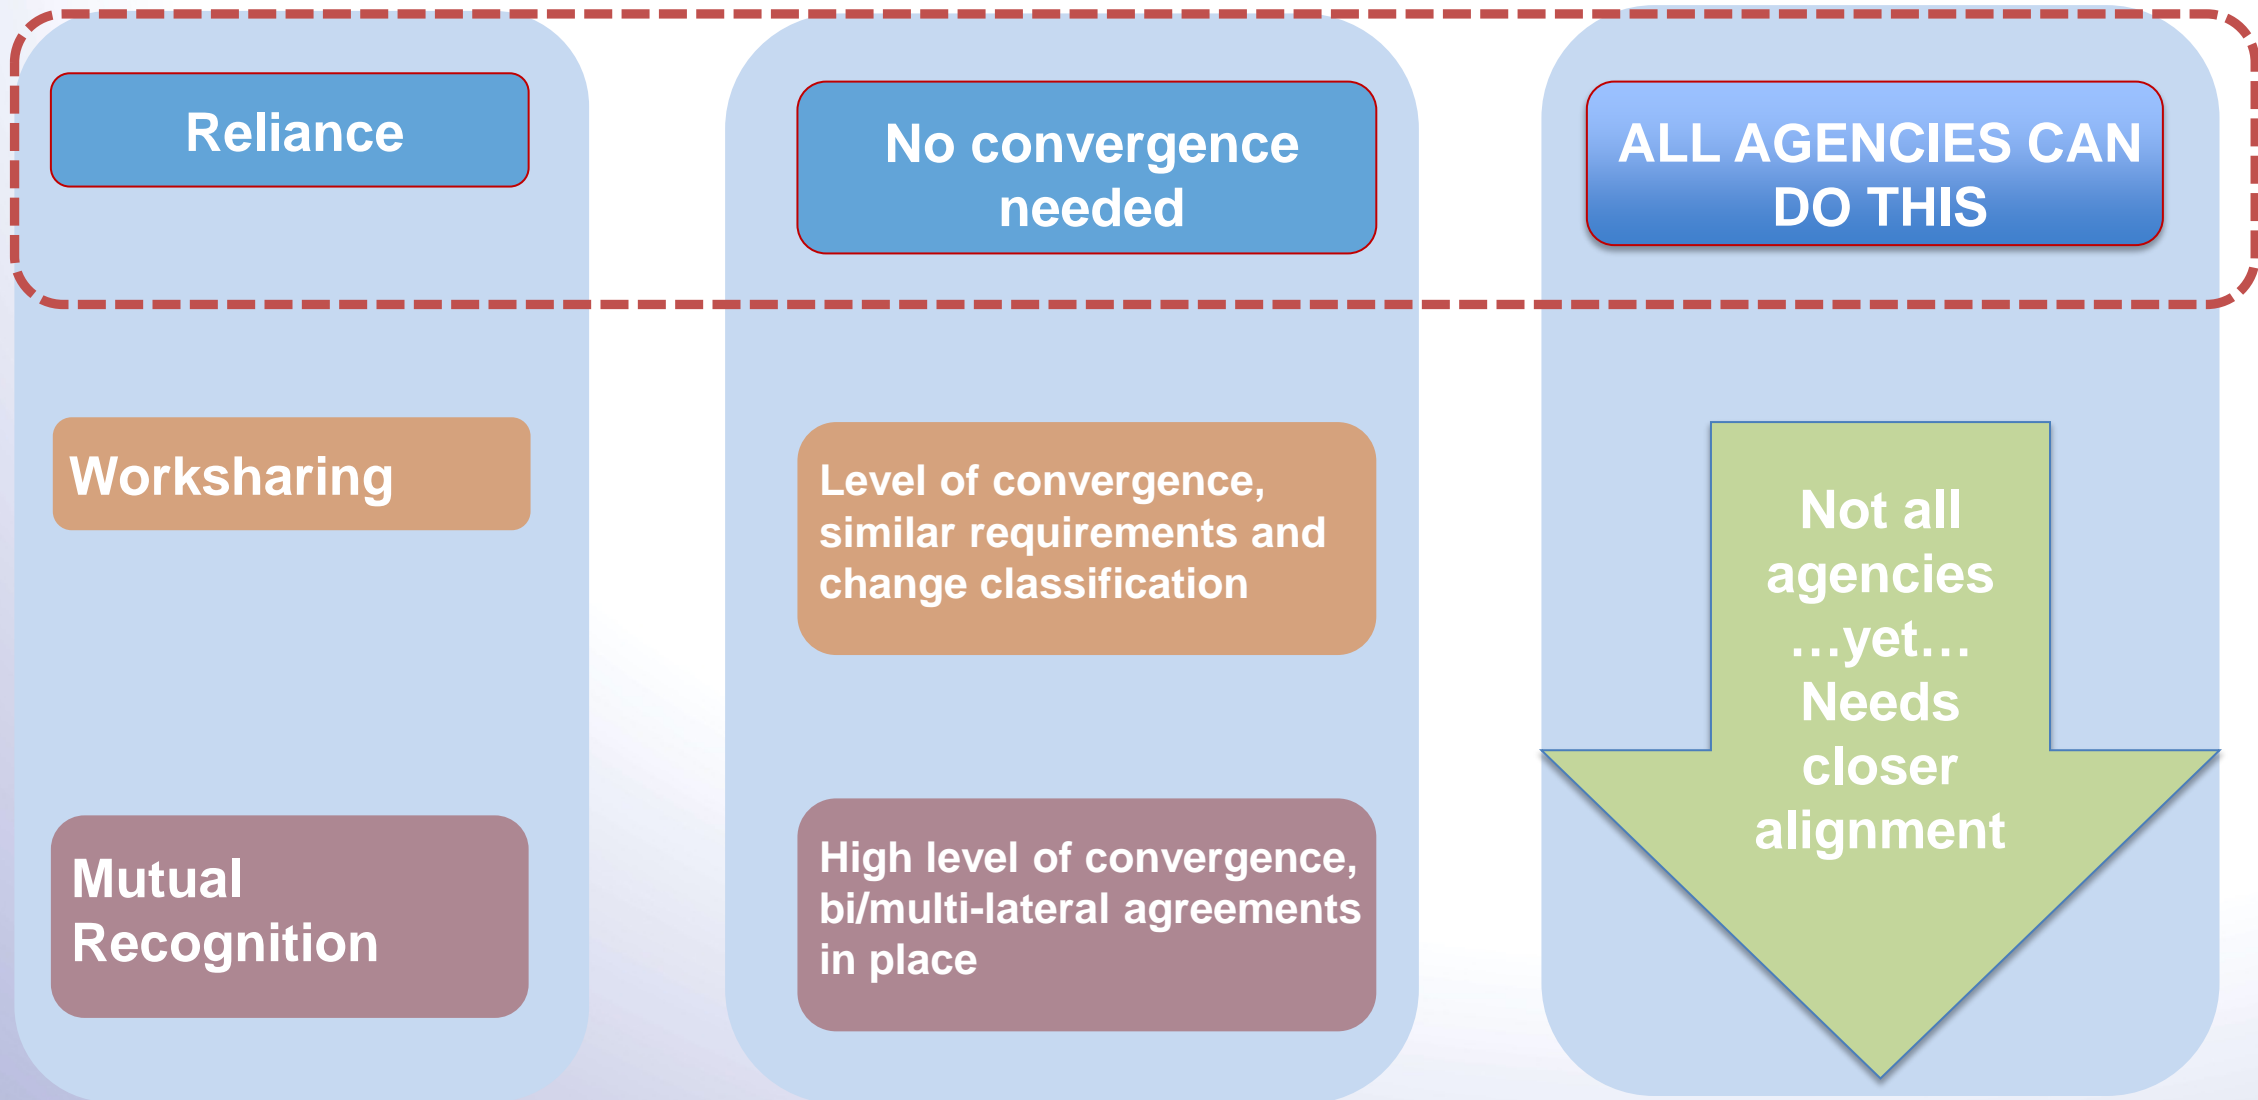 Reliance
No convergence
needed
ALL AGENCIES CAN
DO THIS
Worksharing
Level of convergence,
similar requirements and
change classification
Not all
agencies
…yet…
Needs
closer
alignment
Mutual
Recognition
High level of convergence,
bi/multi-lateral agreements
in place